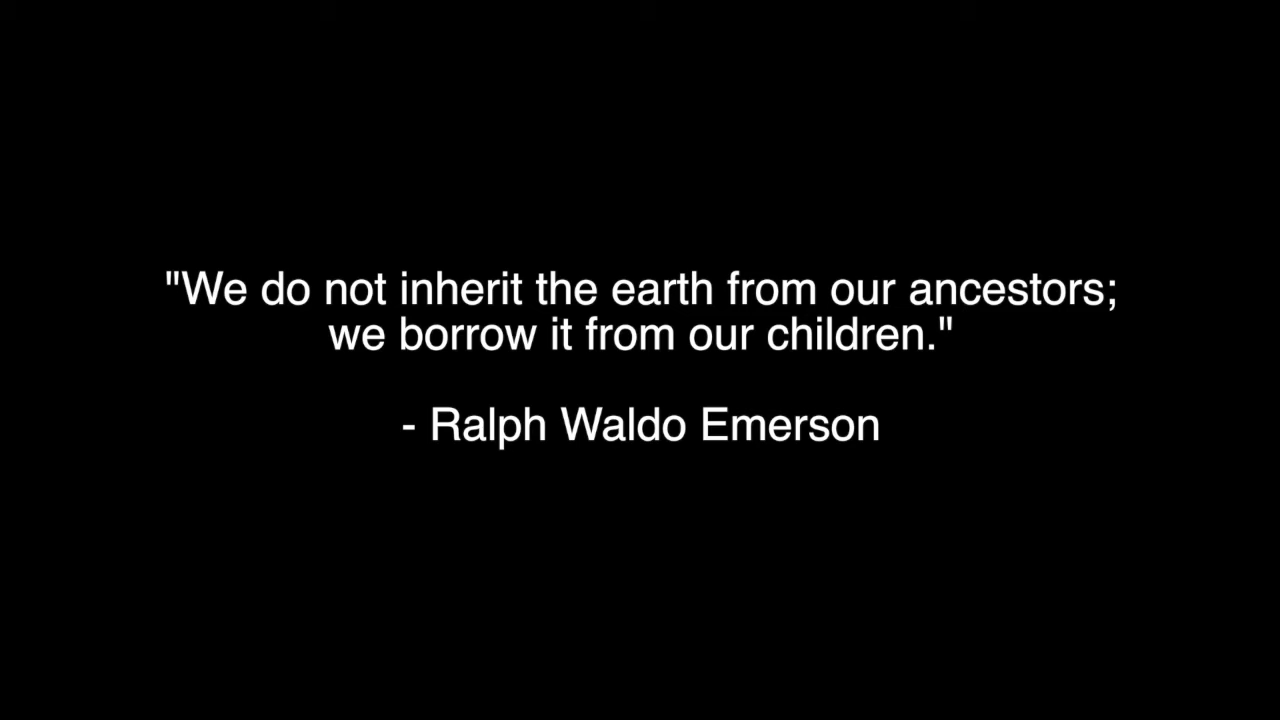 "We do not inherit the earth from our ancestors;
we borrow it from our children."
- Ralph Waldo Emerson